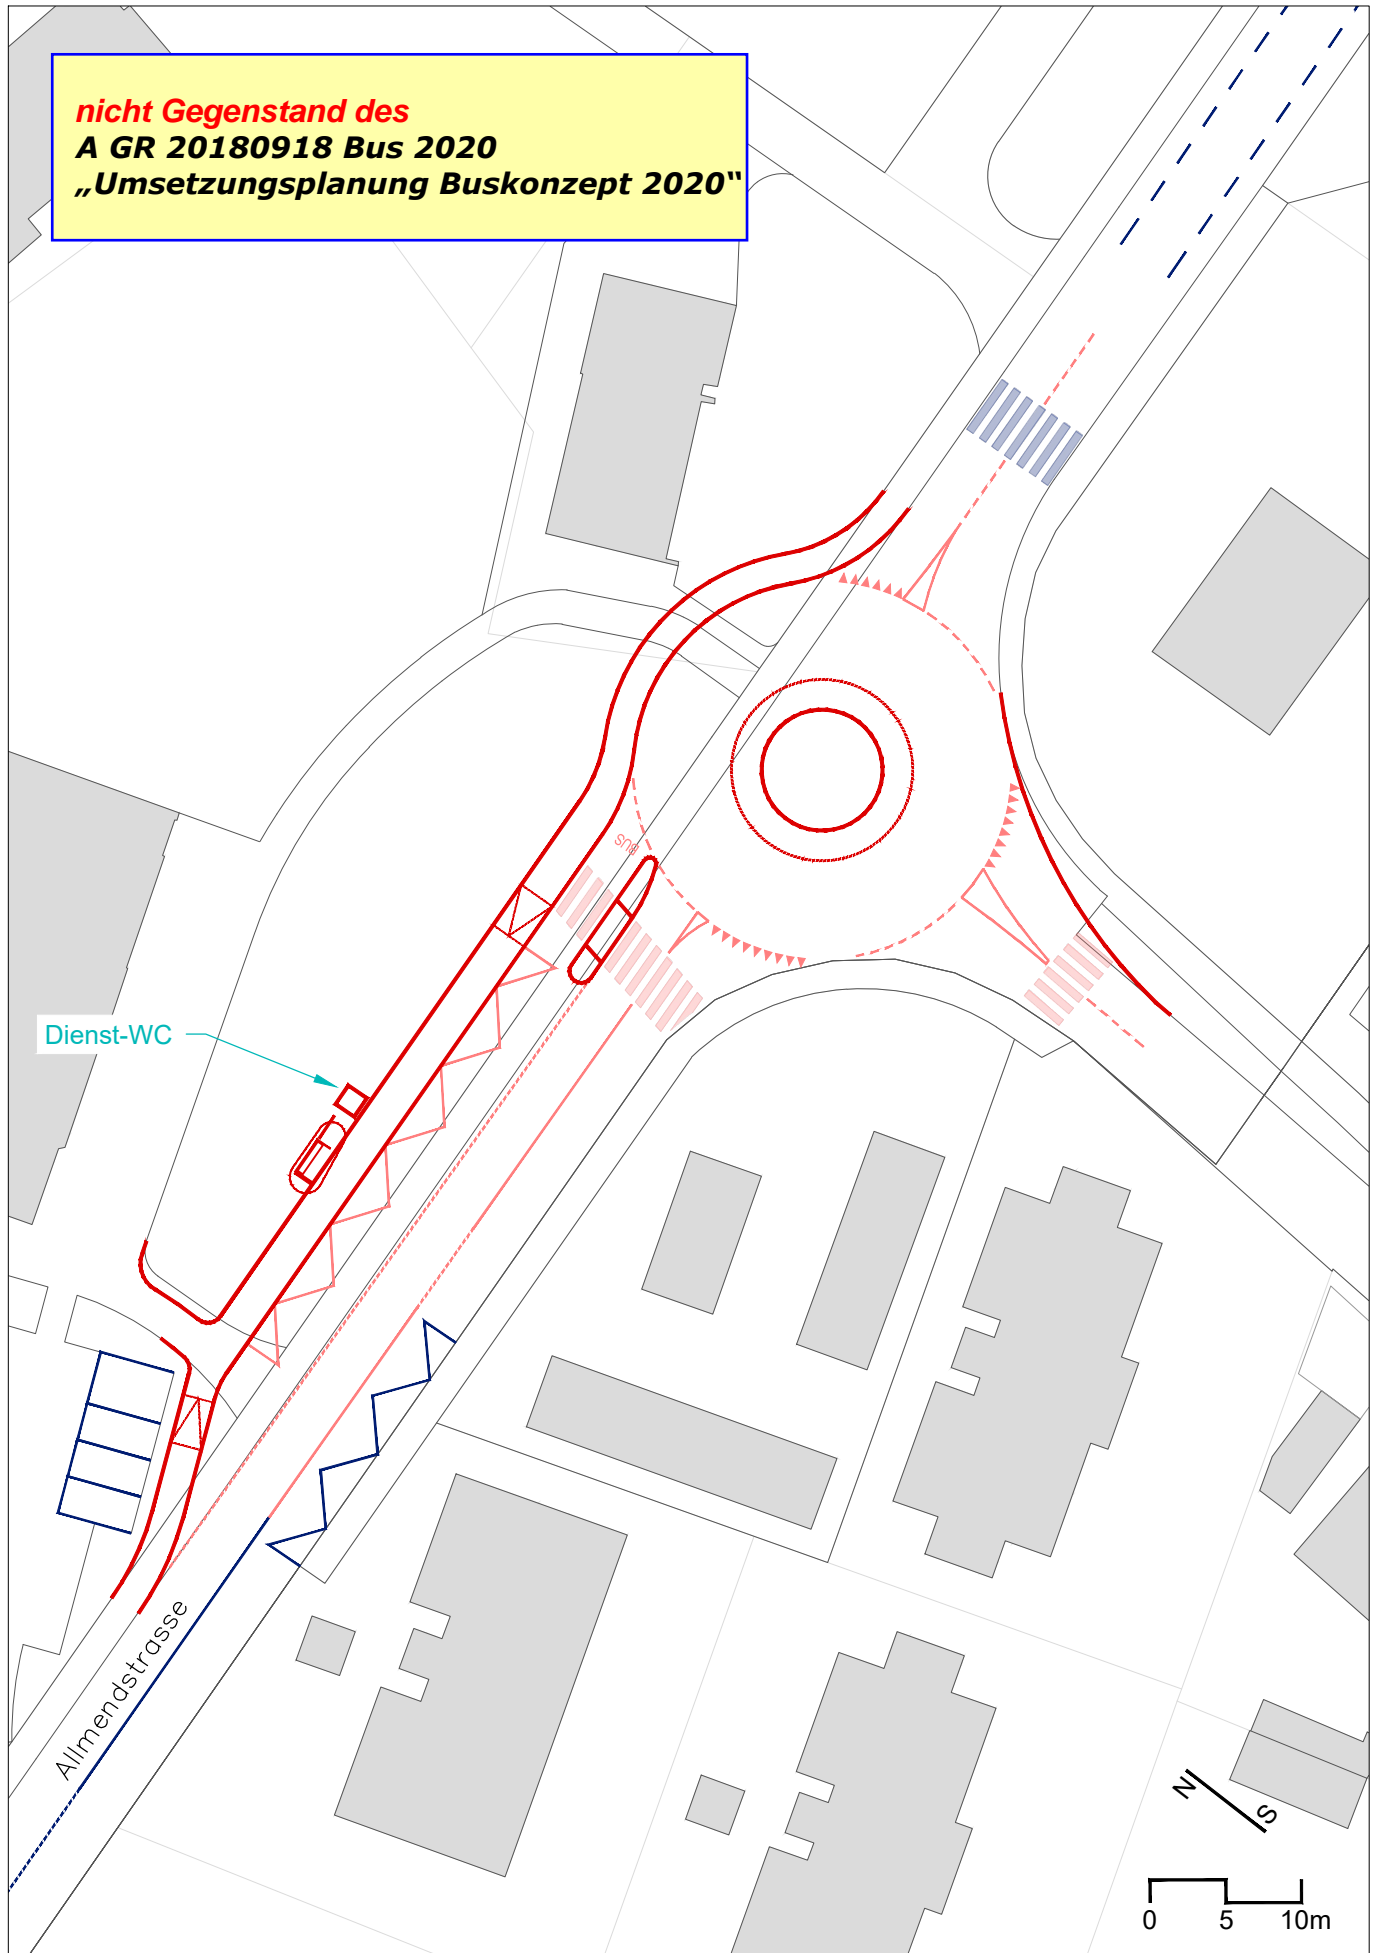 nicht Gegenstand des
A GR 20180918 Bus 2020
„Umsetzungsplanung Buskonzept 2020“
BUS
Dienst-WC
Allmendstrasse
N
S
0 5 10m